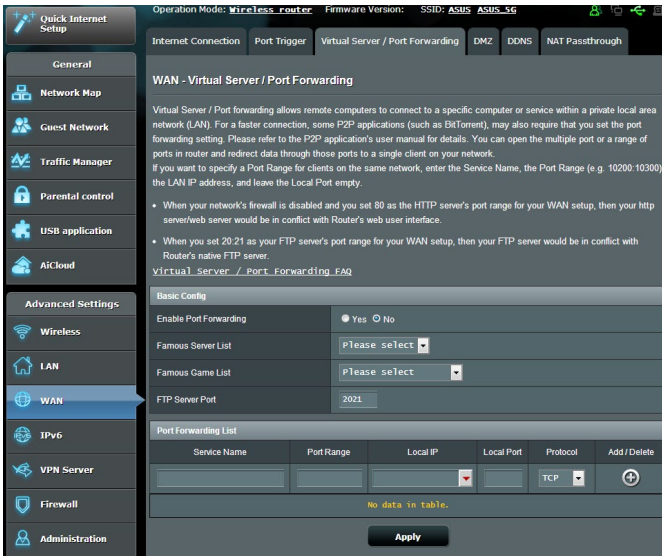 Quick Internet
Setup
General
Network Map
Guest Network
Traffic Manager
Parental control
USB application
AiCloud
Advanced Settings
Wireless
LAN
WAN
IPv6
VPN Server
Firewall
Administration
Operation Mode: Wireless router Firmware Version: SSID: ASUS ASUS_5G
Internet Connection Port Trigger Virtual Server / Port Forwarding DMZ DDNS NAT Passthrough
WAN - Virtual Server / Port Forwarding
Virtual Server / Port forwarding allows remote computers to connect to a specific computer or service within a private local area
network (LAN). For a faster connection, some P2P applications (such as BitTorrent), may also require that you set the port
forwarding setting. Please refer to the P2P application's user manual for details. You can open the multiple port or a range of
ports in router and redirect data through those ports to a single client on your network.
If you want to specify a Port Range for clients on the same network, enter the Service Name, the Port Range (e.g. 10200:10300)
the LAN IP address, and leave the Local Port empty.
• When your network's firewall is disabled and you set 80 as the HTTP server's port range for your WAN setup, then your http
server/web server would be in conflict with Router's web user interface.
• When you set 20:21 as your FTP server's port range for your WAN setup, then your FTP server would be in conflict with
Router's native FTP server.
Virtual Server / Port Forwarding FAQ
Basic Config
Enable Port Forwarding Yes No
Famous Server List Please select
Famous Game List Please select
FTP Server Port 2021
Port Forwarding List
Service Name Port Range Local IP Local Port Protocol Add / Delete
TCP
No data in table.
Apply